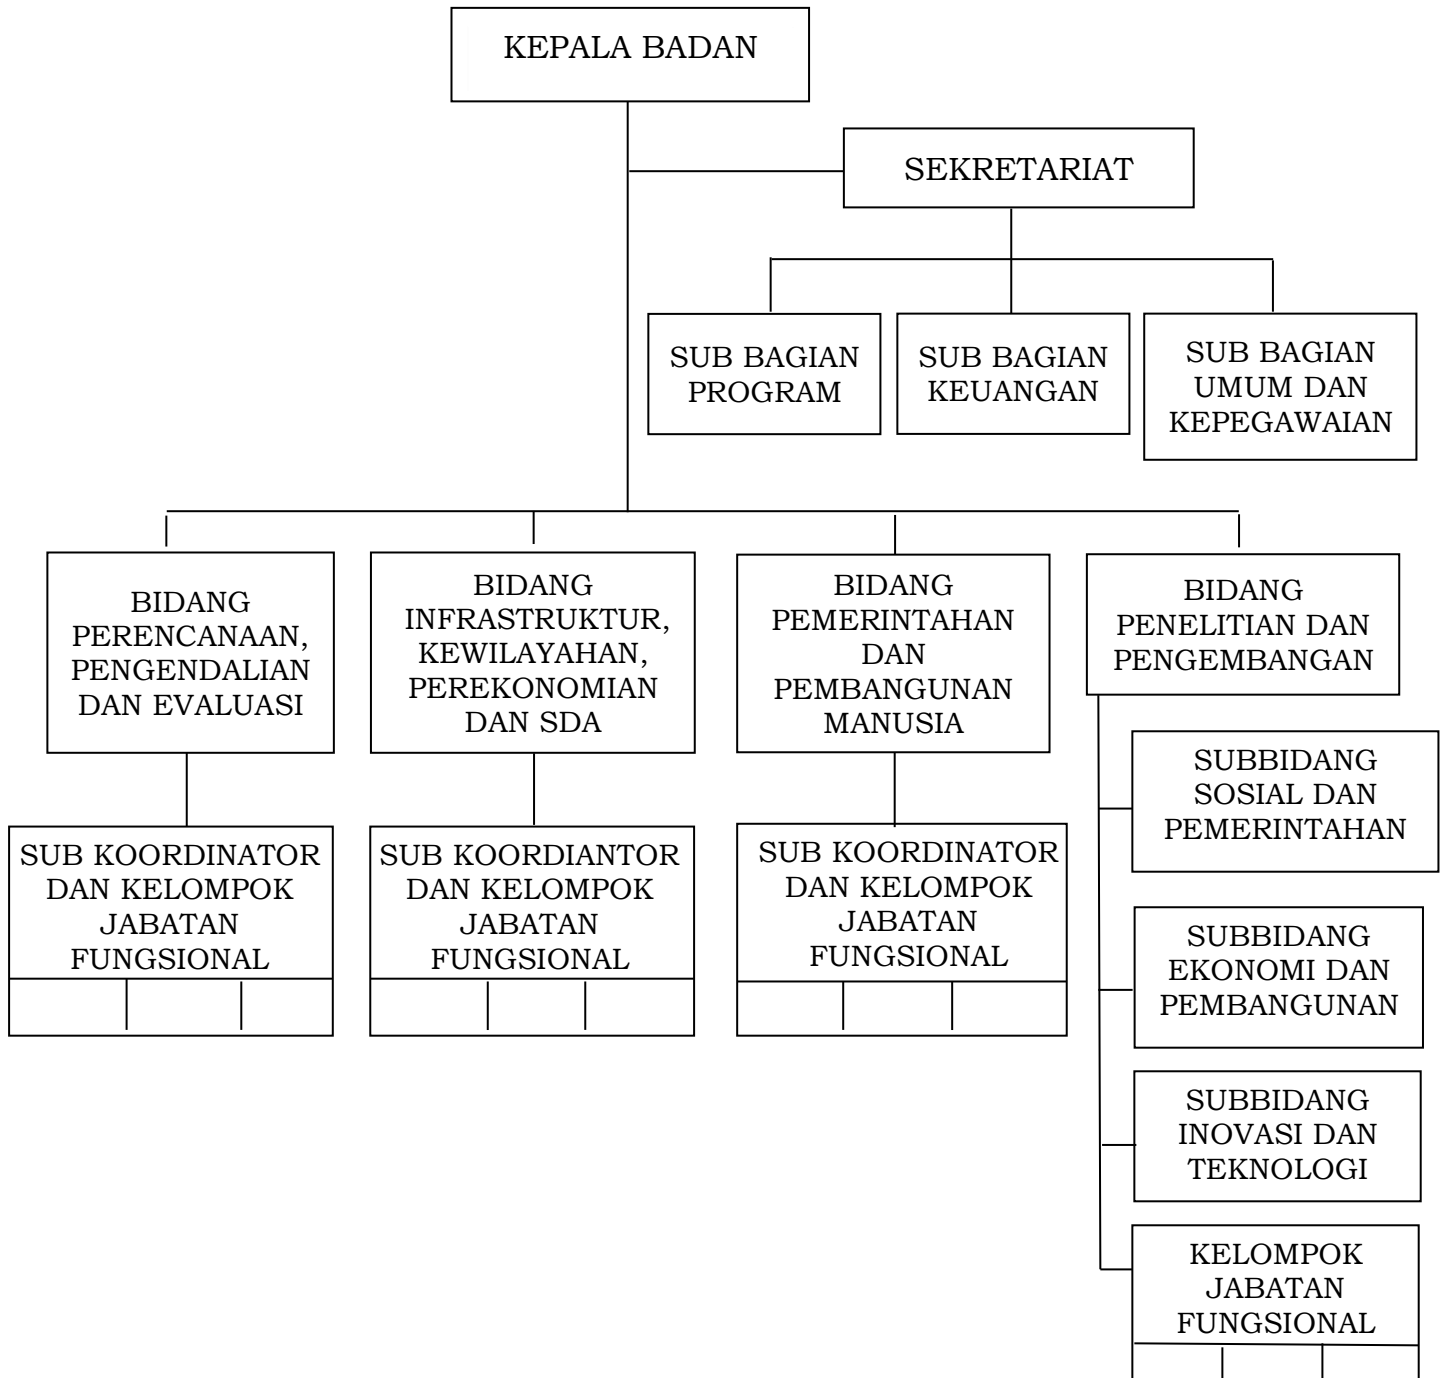 KEPALA BADAN
SEKRETARIAT
SUB BAGIAN
PROGRAM
SUB BAGIAN
KEUANGAN
SUB BAGIAN
UMUM DAN
KEPEGAWAIAN
BIDANG
PERENCANAAN,
PENGENDALIAN
DAN EVALUASI
BIDANG
INFRASTRUKTUR,
KEWILAYAHAN,
PEREKONOMIAN
DAN SDA
BIDANG
PEMERINTAHAN
DAN
PEMBANGUNAN
MANUSIA
BIDANG
PENELITIAN DAN
PENGEMBANGAN
SUB KOORDINATOR
DAN KELOMPOK
JABATAN
FUNGSIONAL
SUB KOORDIANTOR
DAN KELOMPOK
JABATAN
FUNGSIONAL
SUB KOORDINATOR
DAN KELOMPOK
JABATAN
FUNGSIONAL
SUBBIDANG
SOSIAL DAN
PEMERINTAHAN
SUBBIDANG
EKONOMI DAN
PEMBANGUNAN
SUBBIDANG
INOVASI DAN
TEKNOLOGI
KELOMPOK
JABATAN
FUNGSIONAL